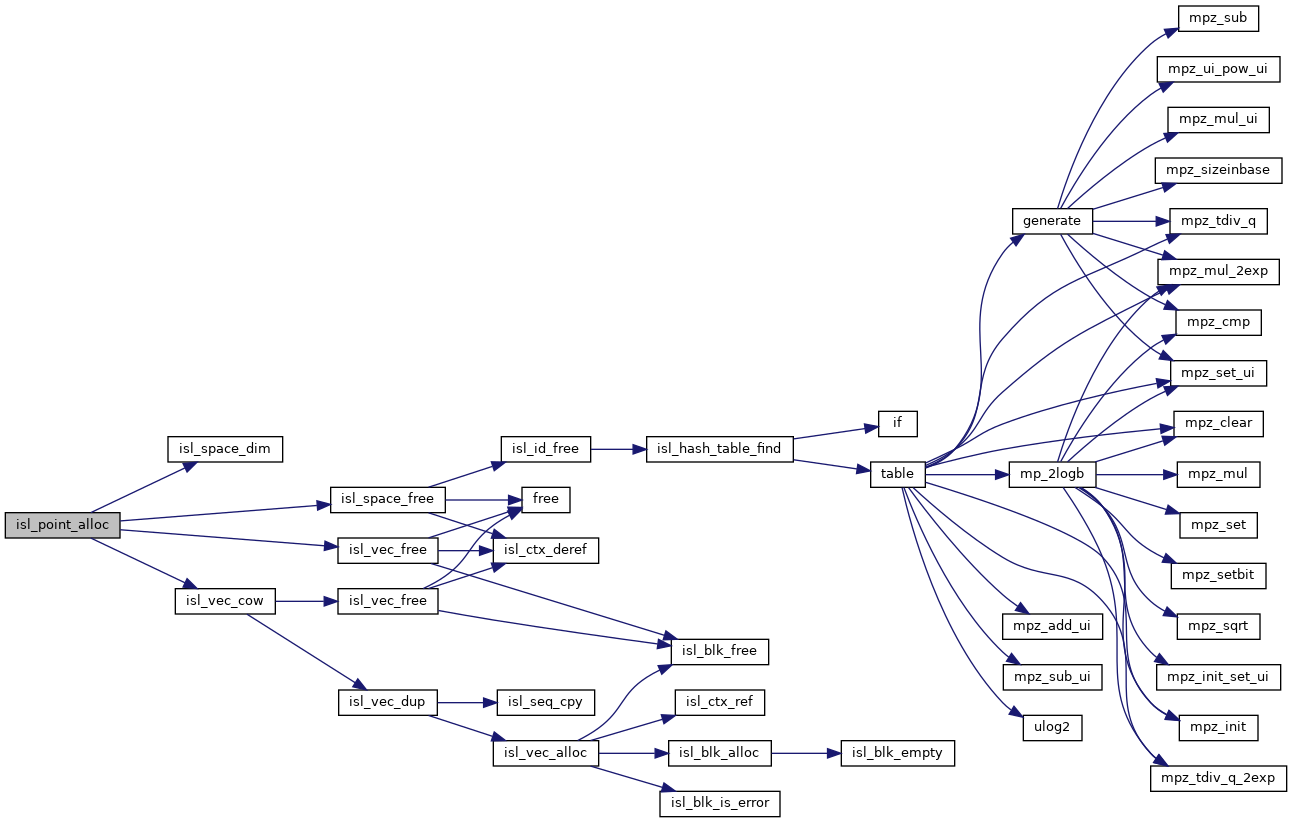 mpz_sub
mpz_ui_pow_ui
mpz_mul_ui
mpz_sizeinbase
generate
mpz_tdiv_q
mpz_mul_2exp
mpz_cmp
mpz_set_ui
if
mpz_clear
isl_space_dim
isl_id_free
isl_hash_table_find
table
mp_2logb
mpz_mul
isl_space_free
free
isl_point_alloc
mpz_set
isl_vec_free
isl_ctx_deref
mpz_setbit
isl_vec_cow
isl_vec_free
mpz_add_ui
mpz_sqrt
isl_blk_free
mpz_sub_ui
mpz_init_set_ui
isl_vec_dup
isl_seq_cpy
isl_ctx_ref
ulog2
mpz_init
isl_vec_alloc
isl_blk_alloc
isl_blk_empty
mpz_tdiv_q_2exp
isl_blk_is_error